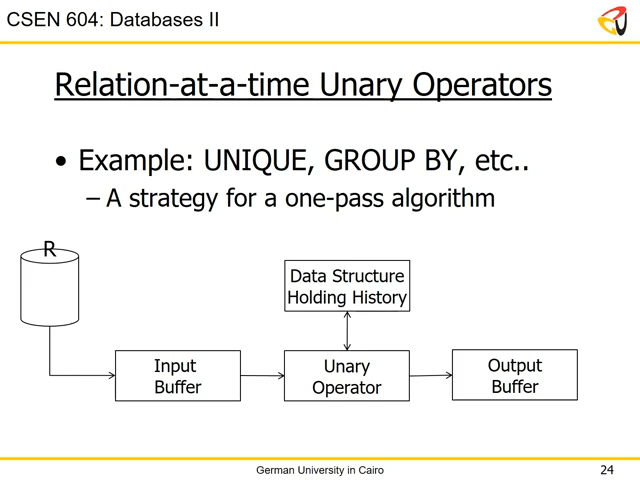 CSEN 604: Databases II
Relation-at-a-time Unary Operators
• Example: UNIQUE, GROUP BY, etc..
– A strategy for a one-pass algorithm
R
Data Structure
Holding History
Input
Buffer
Unary
Operator
Output
Buffer
German University in Cairo
24